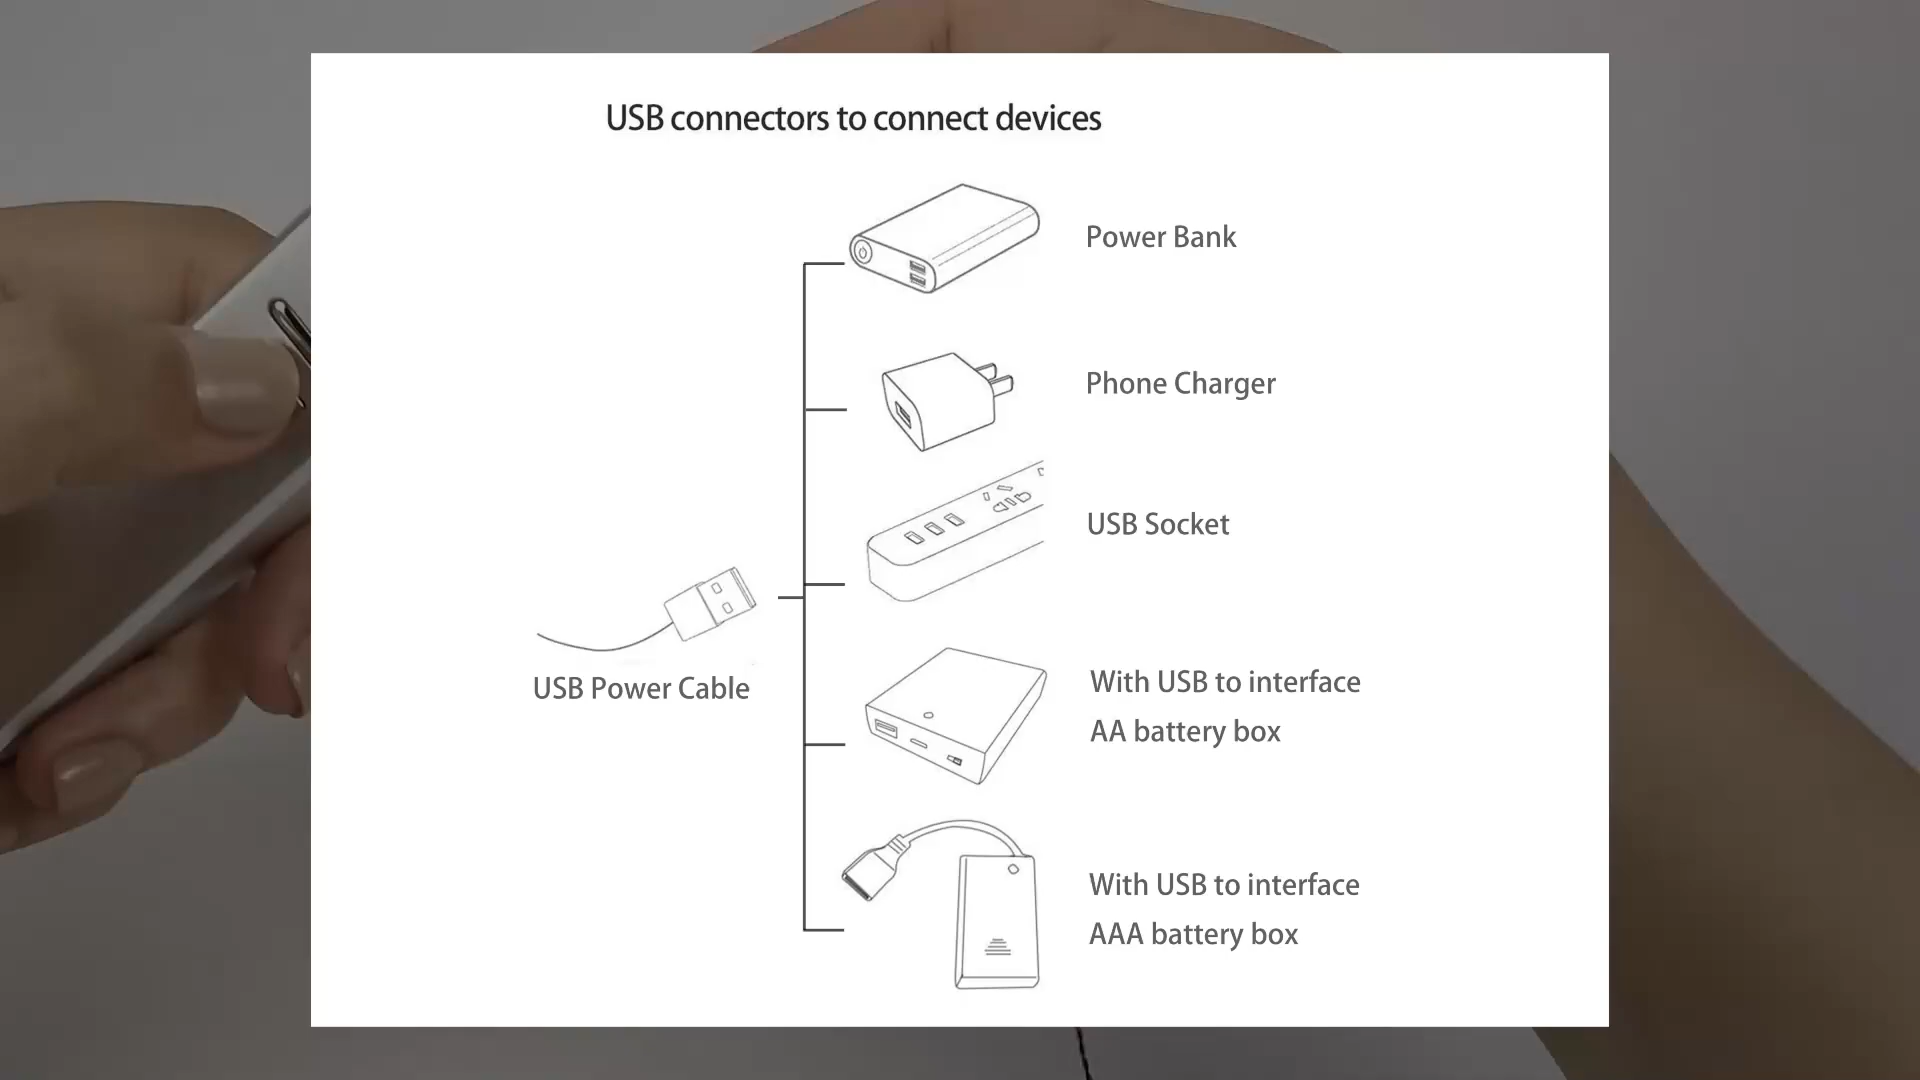 USB connectors to connect devices
Power Bank
Phone Charger
USB Socket
USB Power Cable
With USB to interface
AA battery box
With USB to interface
AAA battery box